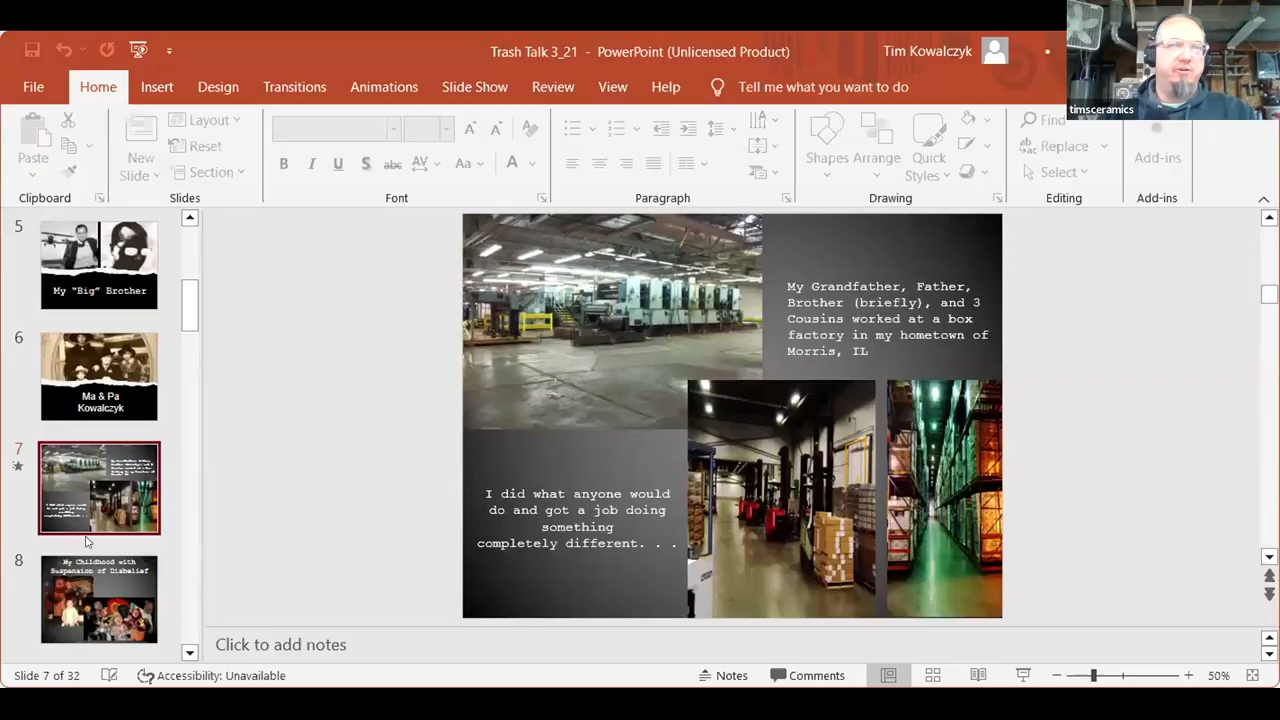 Trash Talk 3_21 - PowerPoint (Unlicensed Product)
Tim Kowalczyk
timsceramics
File
Home
Insert
Design
Transitions
Animations
Slide Show
Review
View
Help
Tell me what you want to do
Paste
Clipboard
New
Slide
Layout
Reset
Section
Slides
B I U S abc AV Aa A
Font
Paragraph
Shapes
Arrange
Quick
Styles
Drawing
Find
Replace
Select
Editing
Add-ins
Add-ins
5
My "Big" Brother
6
Ma & Pa
Kowalczyk
7
8
My Childhood with
Suspension of Disbelief
My Grandfather, Father,
Brother (briefly), and 3
Cousins worked at a box
factory in my hometown of
Morris, IL
I did what anyone would
do and got a job doing
something
completely different. . .
Click to add notes
Slide 7 of 32
Accessibility: Unavailable
Notes
Comments
50%